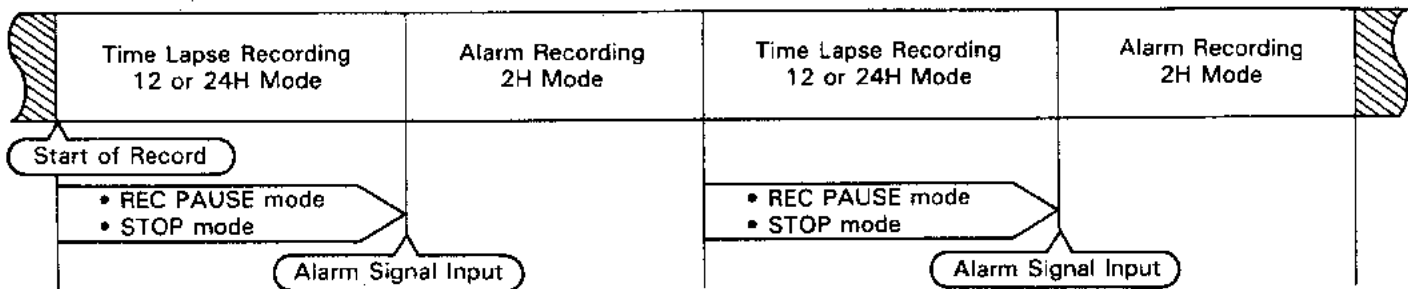 Time Lapse Recording
12 or 24H Mode
Alarm Recording
2H Mode
Time Lapse Recording
12 or 24H Mode
Alarm Recording
2H Mode
Start of Record
• REC PAUSE mode
• STOP mode
• REC PAUSE mode
• STOP mode
Alarm Signal Input
Alarm Signal Input